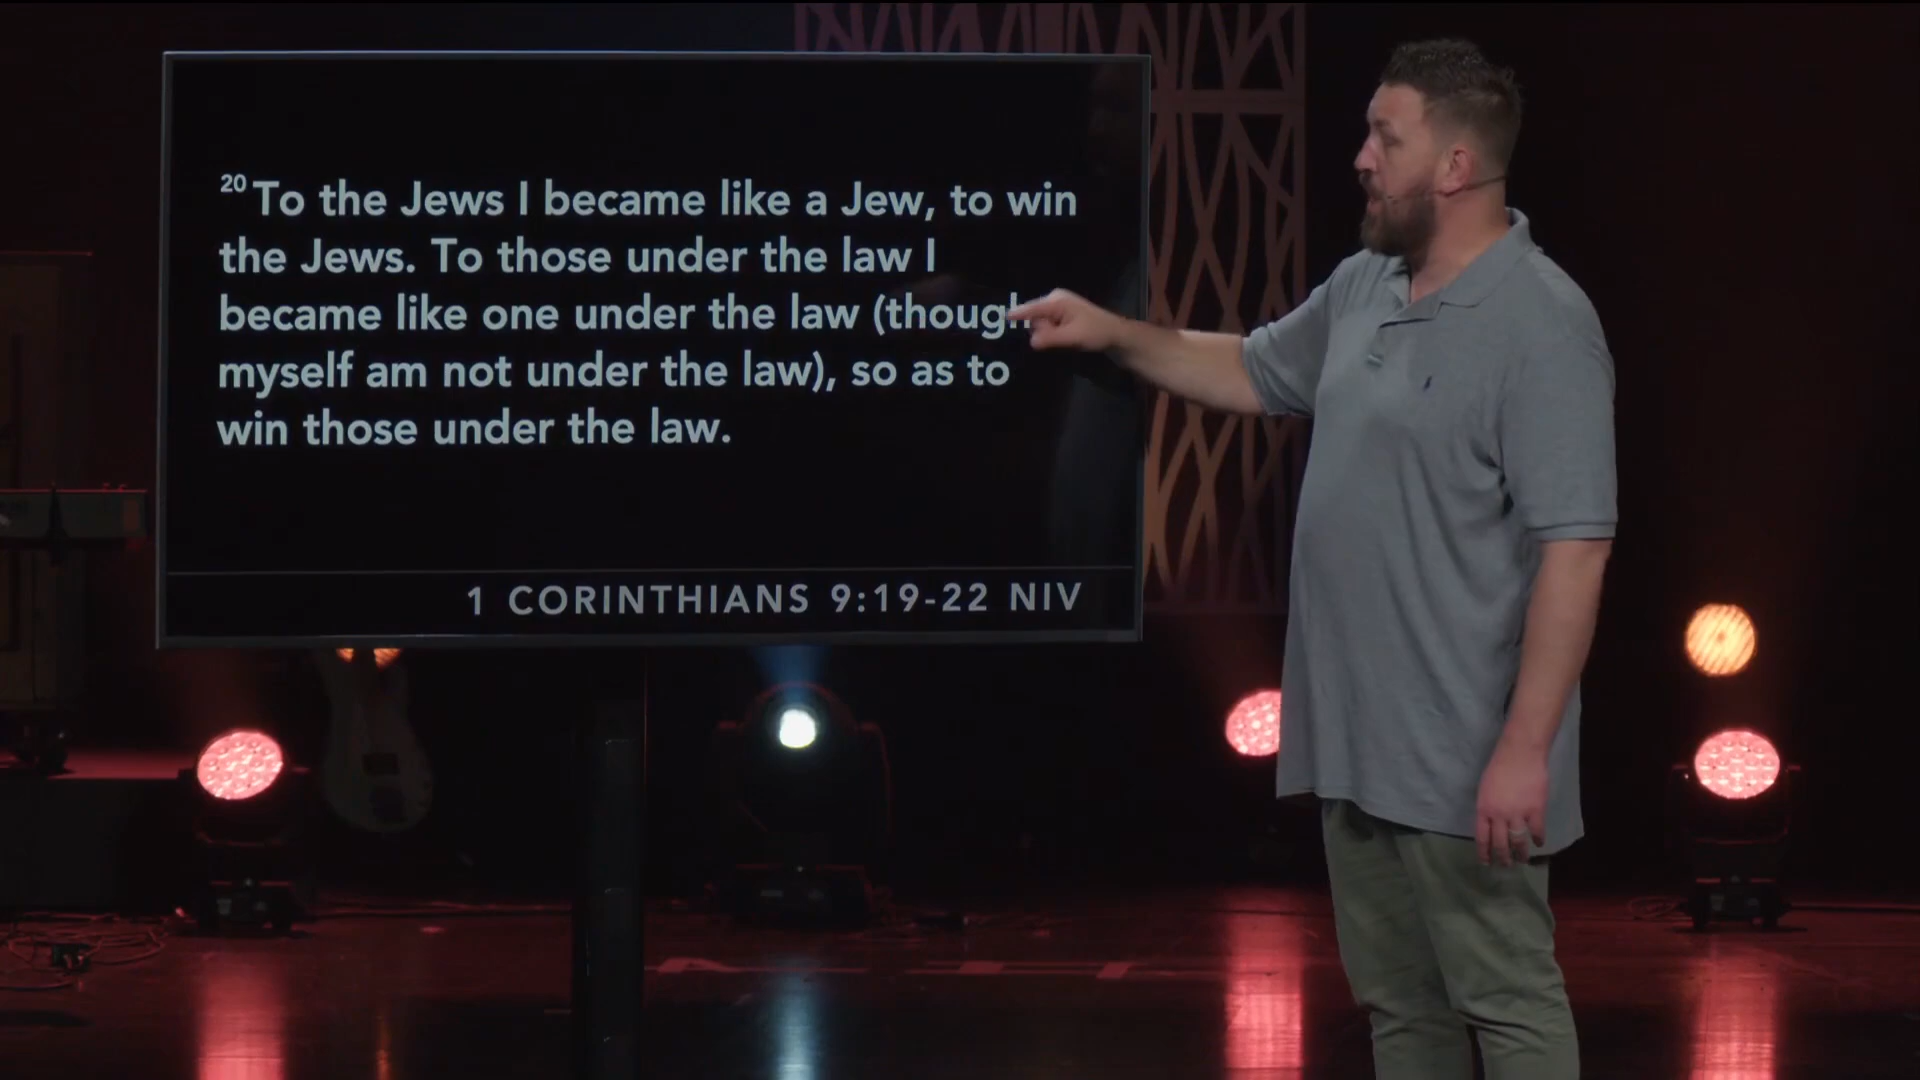 20 To the Jews I became like a Jew, to win
the Jews. To those under the law I
became like one under the law (though
myself am not under the law), so as to
win those under the law.
1 CORINTHIANS 9:19-22 NIV